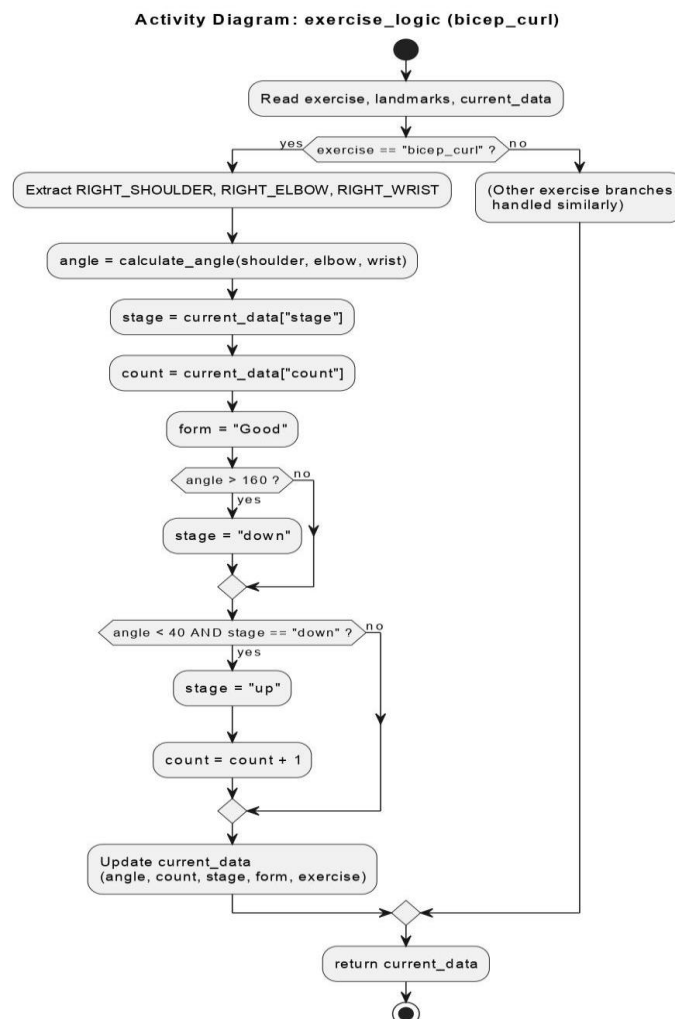 Activity Diagram: exercise_logic (bicep_curl)
Read exercise, landmarks, current_data
yes
exercise == "bicep_curl" ?
no
Extract RIGHT_SHOULDER, RIGHT_ELBOW, RIGHT_WRIST
(Other exercise branches
handled similarly)
angle = calculate_angle(shoulder, elbow, wrist)
stage = current_data["stage"]
count = current_data["count"]
form = "Good"
angle > 160 ?
no
yes
stage = "down"
angle < 40 AND stage == "down" ?
no
yes
stage = "up"
count = count + 1
Update current_data
(angle, count, stage, form, exercise)
return current_data